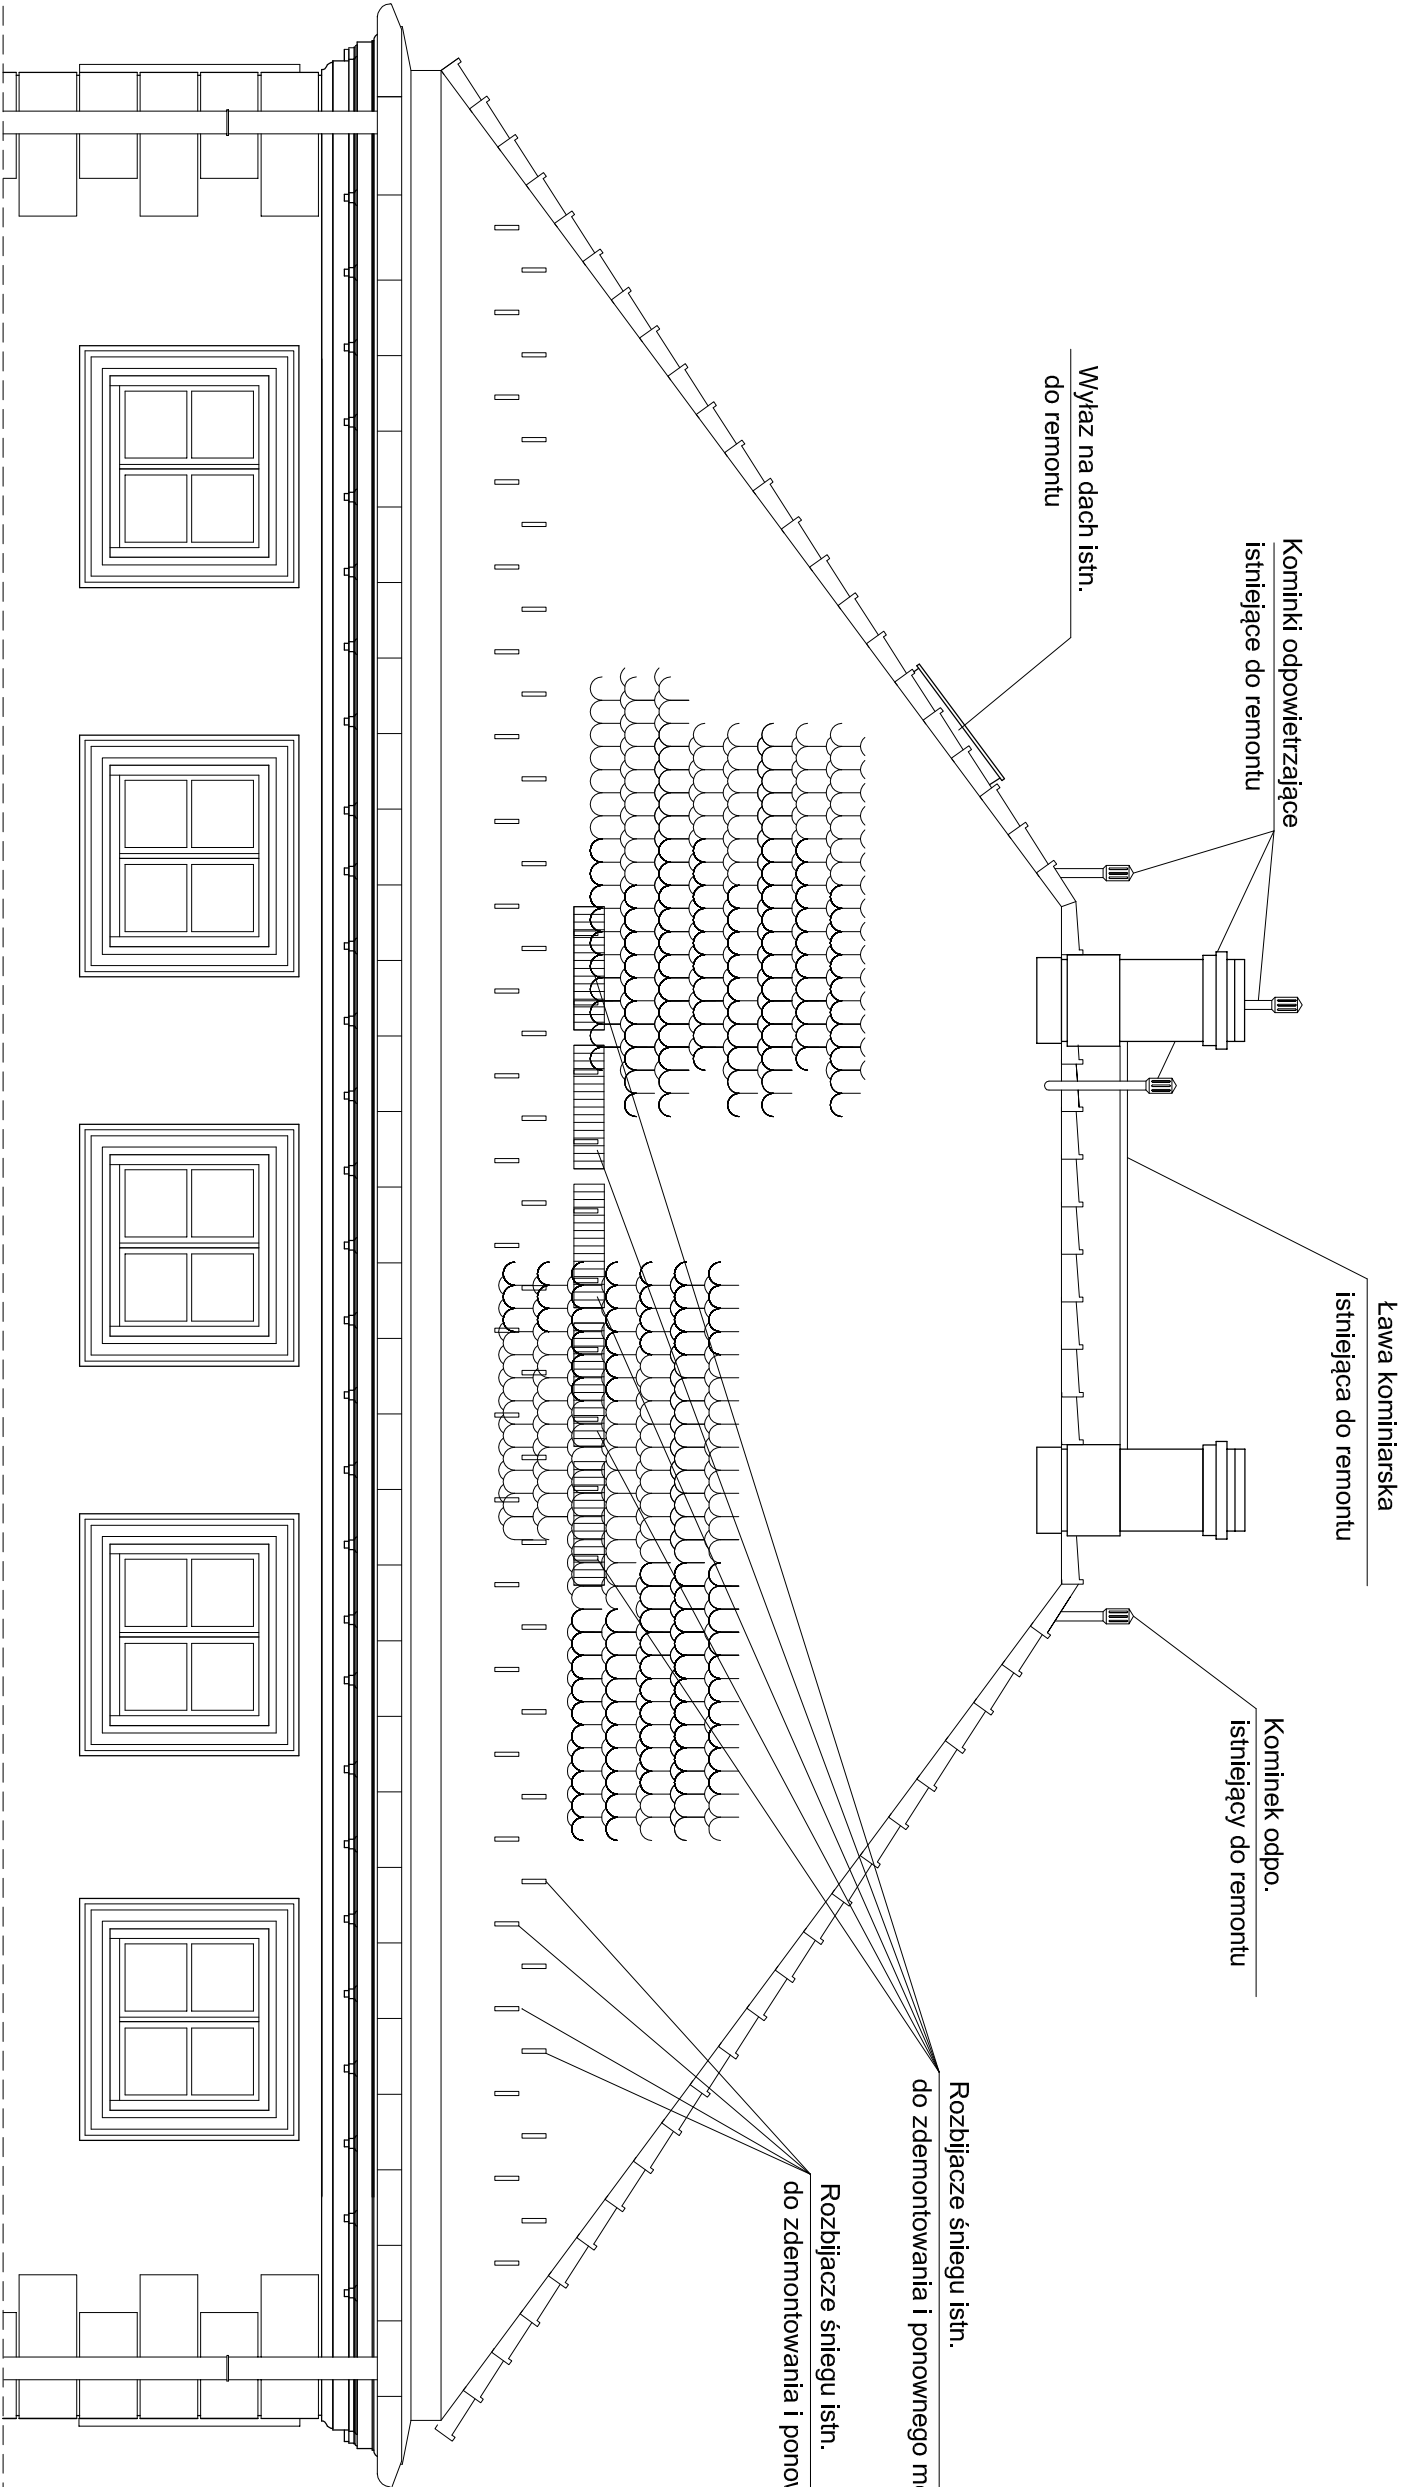 Wyłaz na dach istn.
do remontu
Kominki odpowietrzające
istniejące do remontu
Ława kominiarska
istniejąca do remontu
Kominek odpo.
istniejący do remontu
Rozbijacze śniegu istn.
do zdemontowania i ponownego
Rozbijacze śniegu istn.
do zdemontowania i